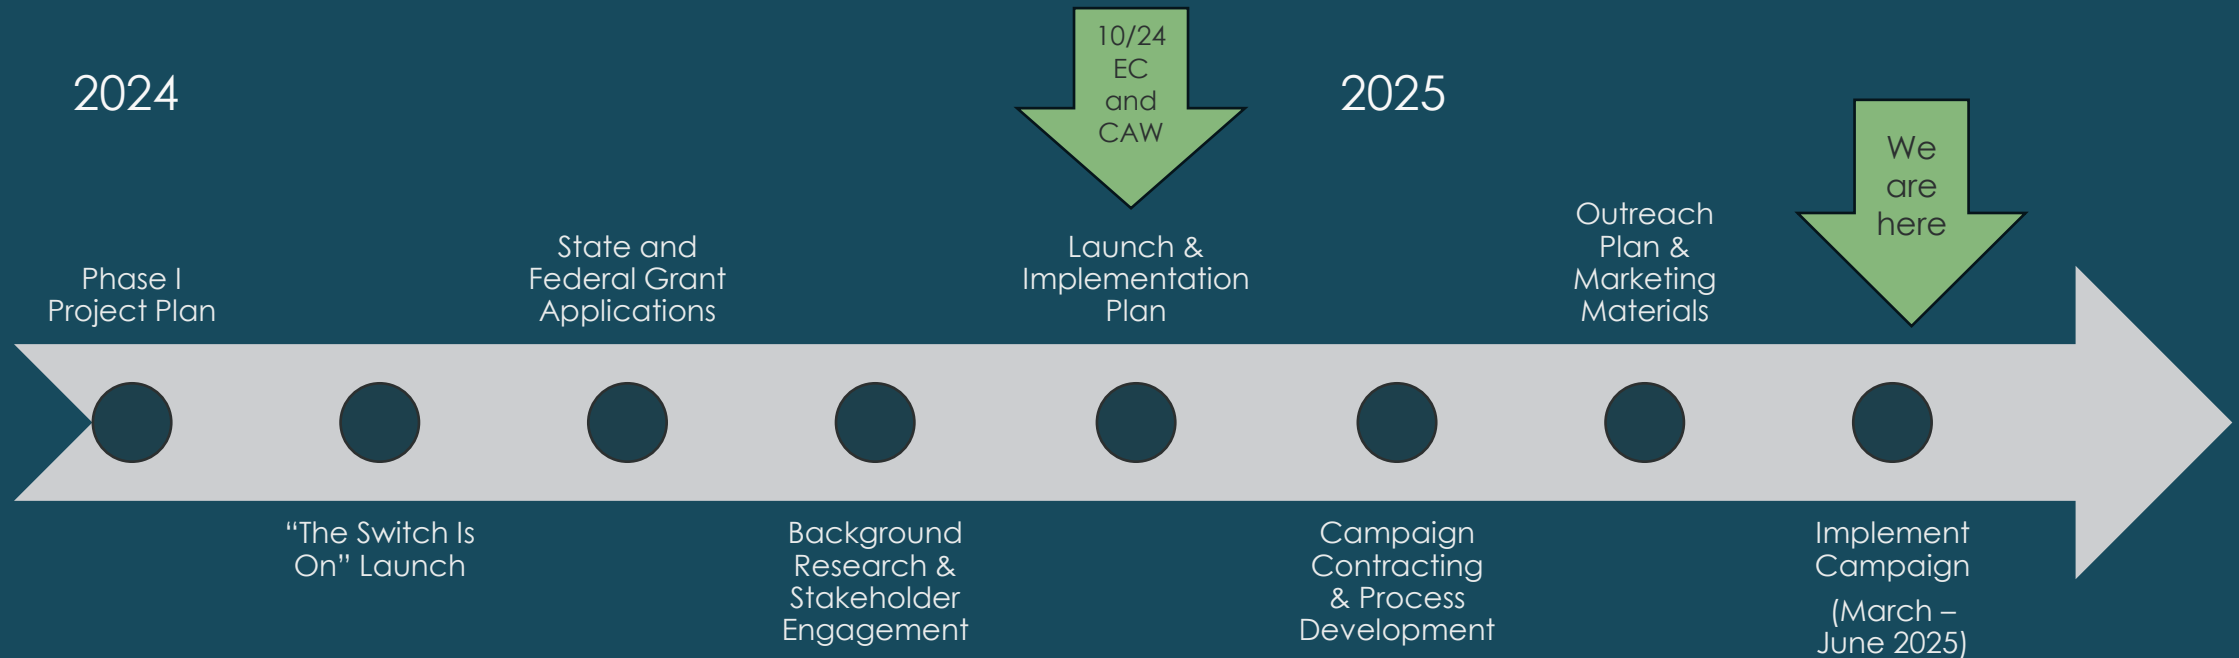 2024
10/24
EC
and
CAW
2025
We
are
here
Phase I
Project Plan
State and
Federal Grant
Applications
Launch &
Implementation
Plan
Outreach
Plan &
Marketing
Materials
“The Switch Is
On” Launch
Background
Research &
Stakeholder
Engagement
Campaign
Contracting
& Process
Development
Implement
Campaign
(March –
June 2025)